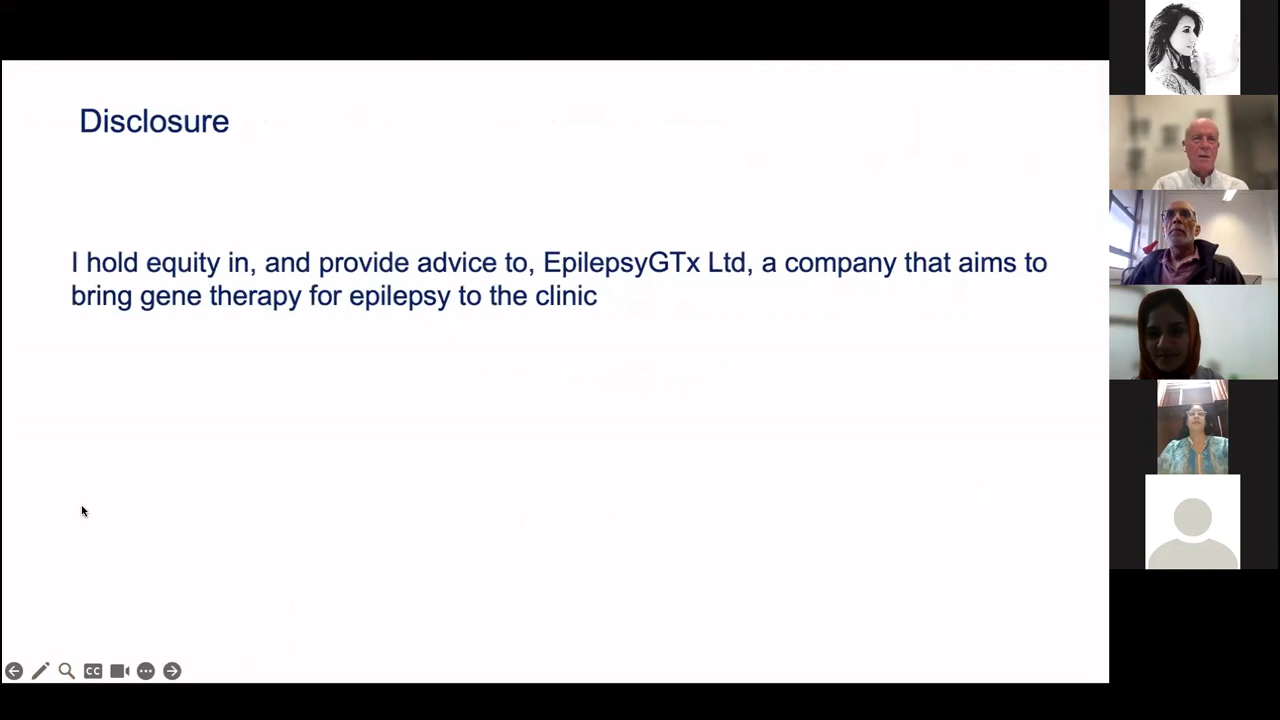 Disclosure
I hold equity in, and provide advice to, EpilepsyGTx Ltd, a company that aims to
bring gene therapy for epilepsy to the clinic
CC